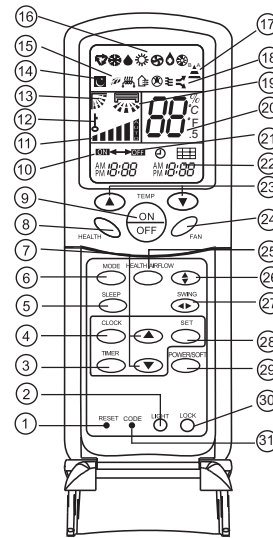 16
17
15
18
14
19
13
20
12
88 % °C °F .5
11
21
10
ON OFF
22
AM PM 18:88 AM PM 18:88
23
TEMP
9
ON
OFF
24
8
HEALTH
FAN
7
25
MODE
HEALTH AIRFLOW
6
26
SLEEP
SWING
5
27
CLOCK
SET
4
28
TIMER
POWER/SOFT
3
29
2
30
RESET CODE LIGHT LOCK
1
31